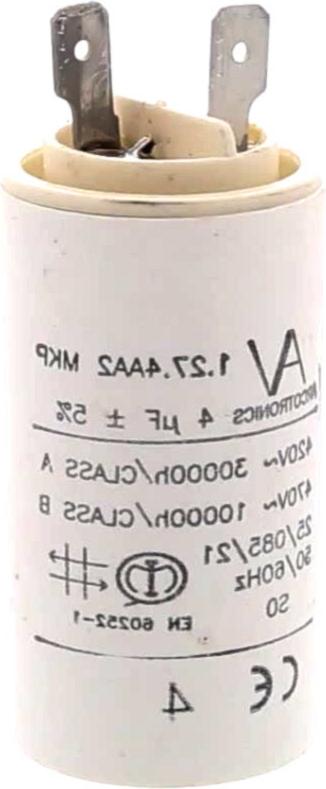 AV 1.27.4AA2 MKP
ARCOTRONICS 4 µF ± 5%
420V~ 30000h/CLASS A
470V~ 10000h/CLASS B
25/085/21
50/60Hz
S0
EN 60252-1
CE 4